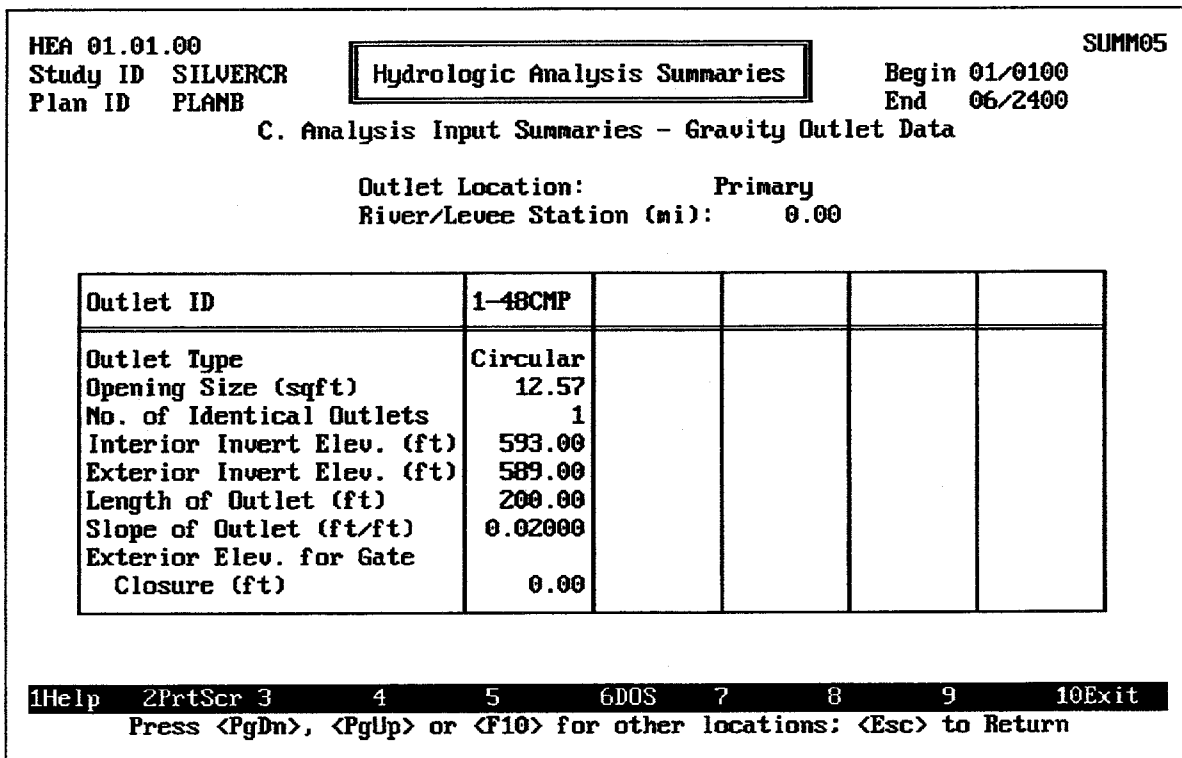 HEA 01.01.00 SUMM05
Study ID SILVERCR Hydrologic Analysis Summaries Begin 01/0100
Plan ID PLANB End 06/2400
C. Analysis Input Summaries - Gravity Outlet Data
Outlet Location: Primary
River/Levee Station (mi): 0.00
Outlet ID 1-48CMP
Outlet Type Circular
Opening Size (sqft) 12.57
No. of Identical Outlets 1
Interior Invert Elev. (ft) 593.00
Exterior Invert Elev. (ft) 589.00
Length of Outlet (ft) 200.00
Slope of Outlet (ft/ft) 0.02000
Exterior Elev. for Gate
Closure (ft) 0.00
1Help 2PrtScr 3 4 5 6DOS 7 8 9 10Exit
Press <PgDn>, <PgUp> or <F10> for other locations; <Esc> to Return